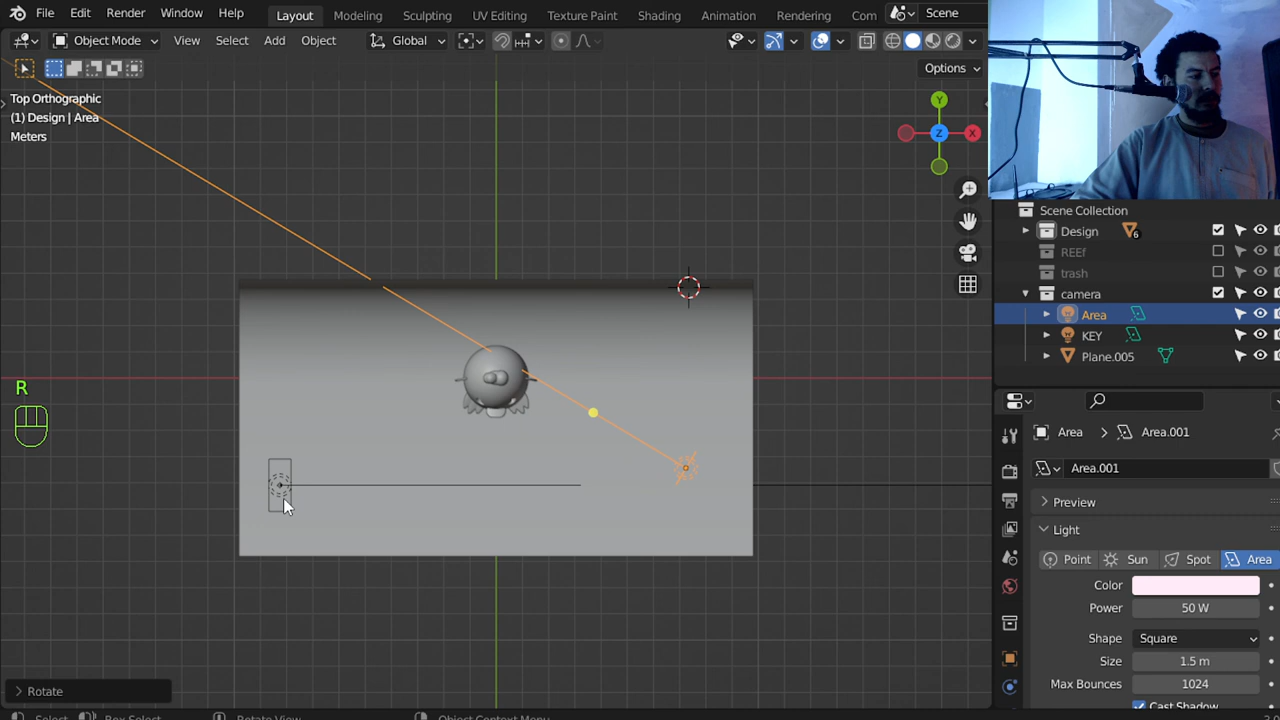 File Edit Render Window Help Layout Modeling Sculpting UV Editing Texture Paint Shading Animation Rendering Com Scene
Object Mode View Select Add Object Global
Options
Top Orthographic
(1) Design | Area
Meters
Y
Z X
Scene Collection
Design 6
REEf
trash
camera
Area
KEY
Plane.005
R
Area > Area.001
Area.001
Preview
Light
Point Sun Spot Area
Color
Power 50 W
Shape Square
Size 1.5 m
Max Bounces 1024
Cast Shadow
Rotate
Select Box Select Rotate View Object Context Menu